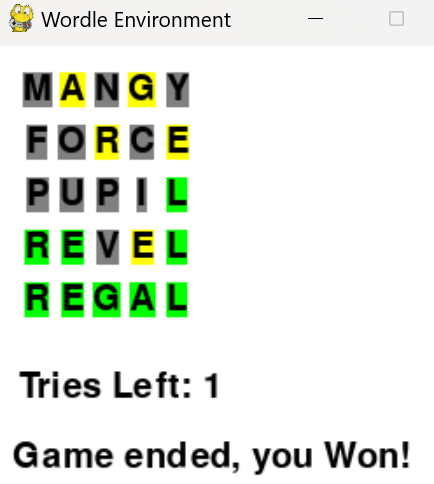 Wordle Environment
MANGY
FORCE
PUPIL
REVEL
REGAL
Tries Left: 1
Game ended, you Won!